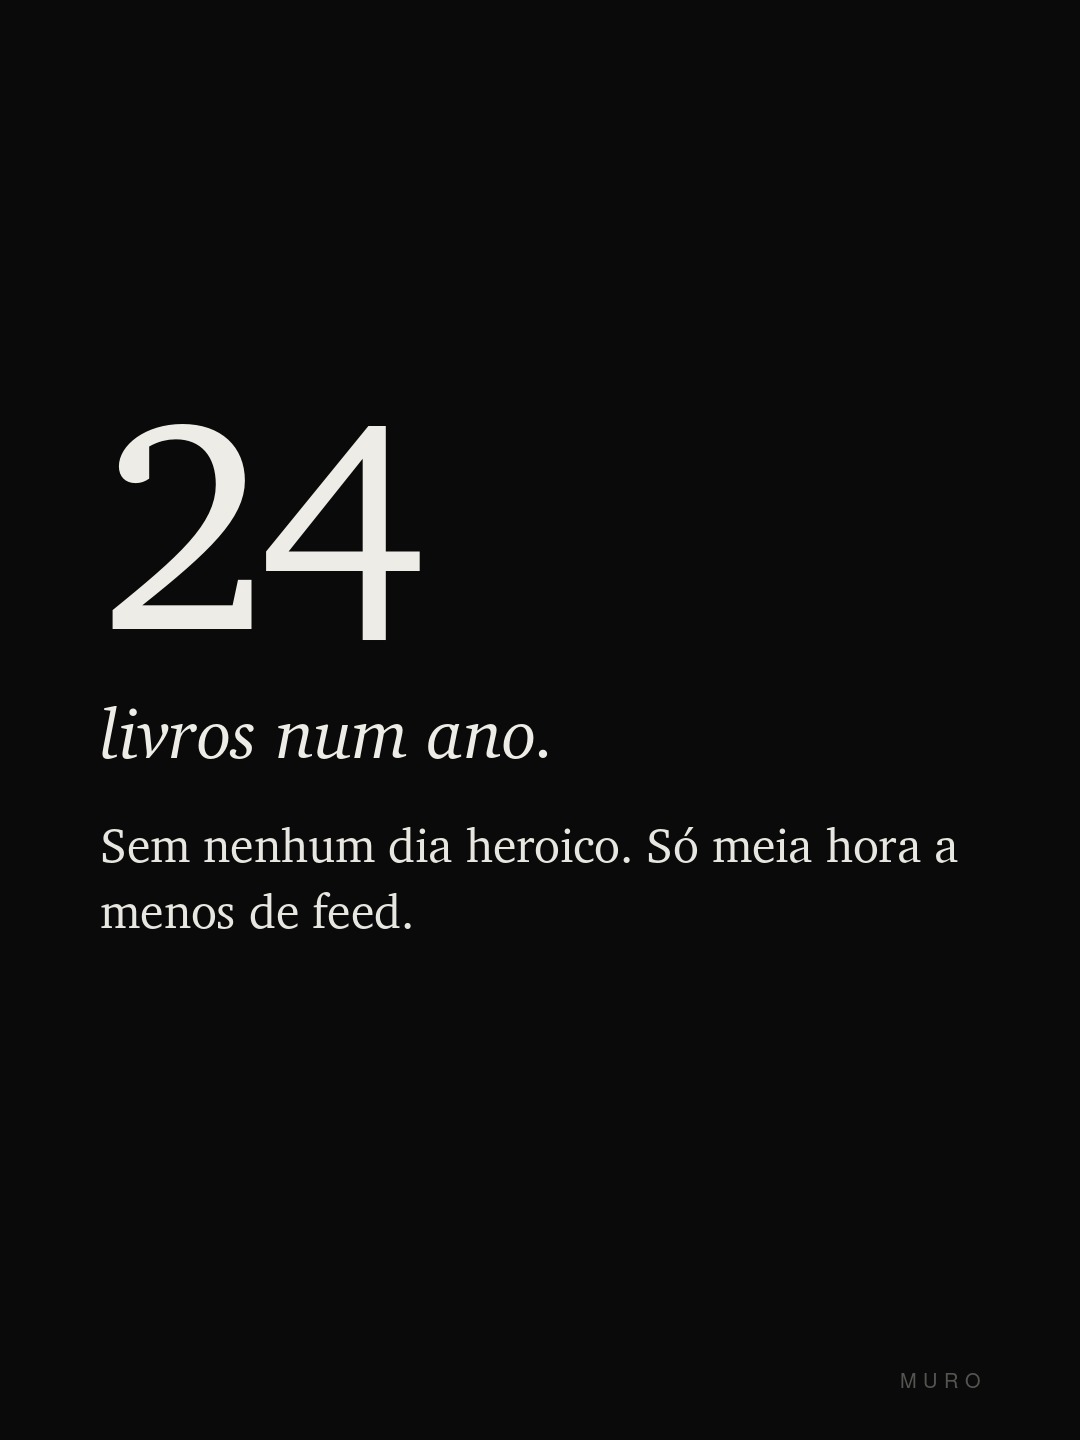 24
livros num ano.
Sem nenhum dia heroico. Só meia hora a
menos de feed.
MURO